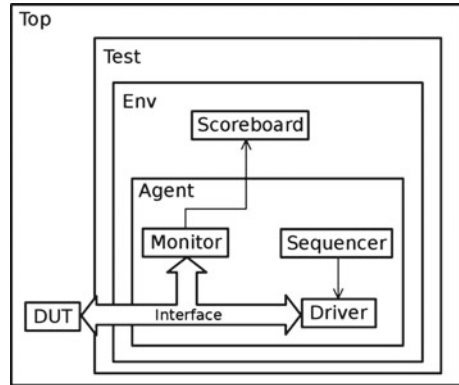 Top
Test
Env
Scoreboard
Agent
Monitor
Sequencer
DUT
Interface
Driver